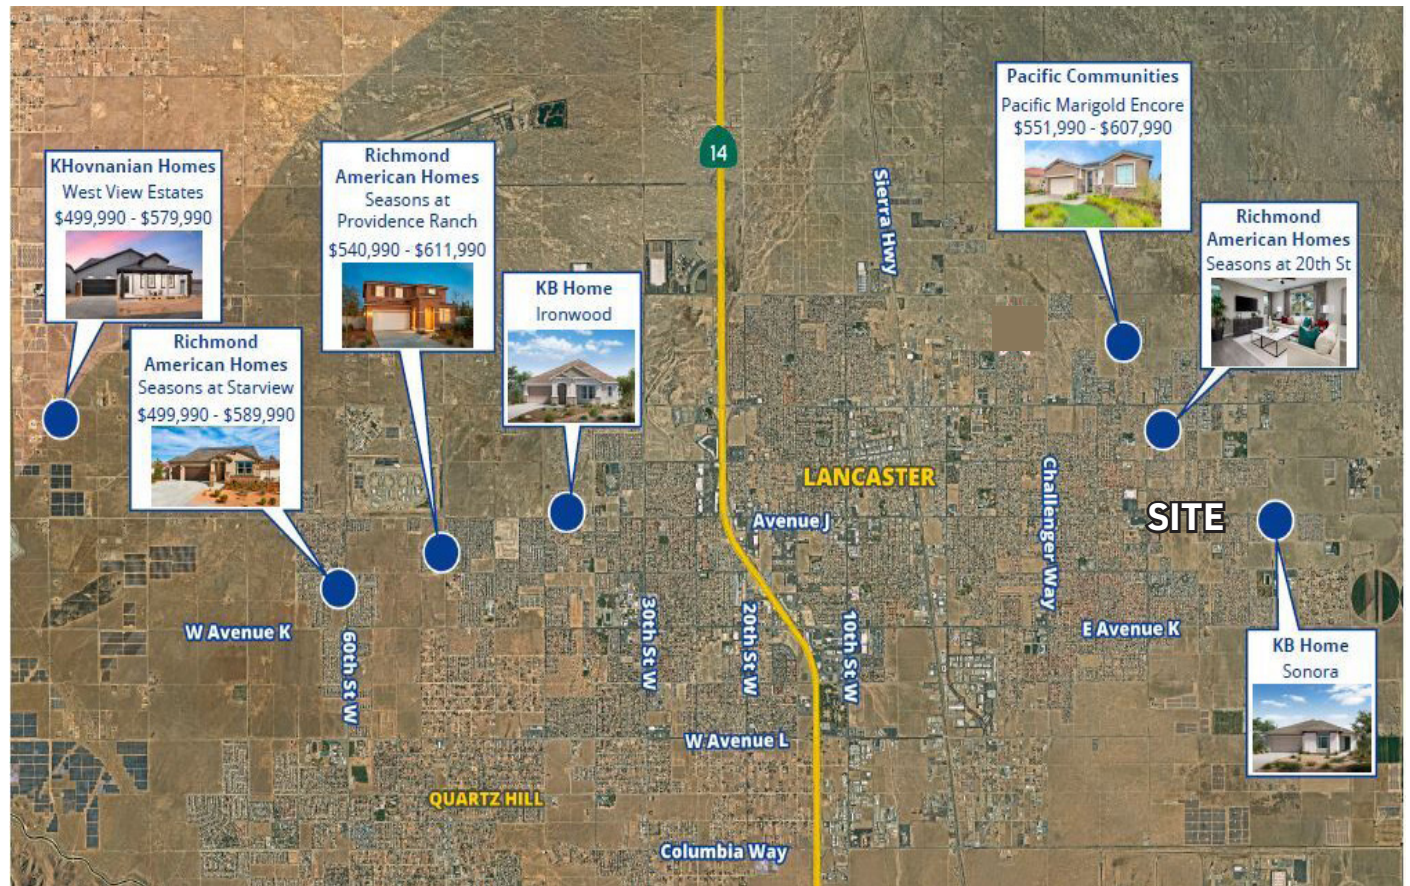 KHovnanian Homes
West View Estates
$499,990 - $579,990
Richmond
American Homes
Seasons at Starview
$499,990 - $589,990
Richmond
American Homes
Seasons at
Providence Ranch
$540,990 - $611,990
KB Home
Ironwood
14
Sierra Hwy
Pacific Communities
Pacific Marigold Encore
$551,990 - $607,990
Richmond
American Homes
Seasons at 20th St
LANCASTER
Avenue J
Challenger Way
SITE
W Avenue K
60th St W
30th St W
20th St W
10th St W
E Avenue K
KB Home
Sonora
W Avenue L
QUARTZ HILL
Columbia Way